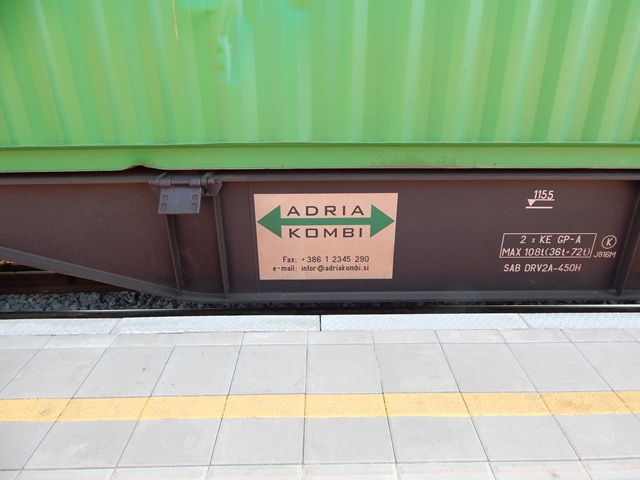 ADRIA
KOMBI
Fax: +386 1 2345 290
e-mail: infor@adriakombi.si
1155
2 x KE GP-A
MAX 108t(36t+72t)
K
J816M
SAB DRV2A-450H